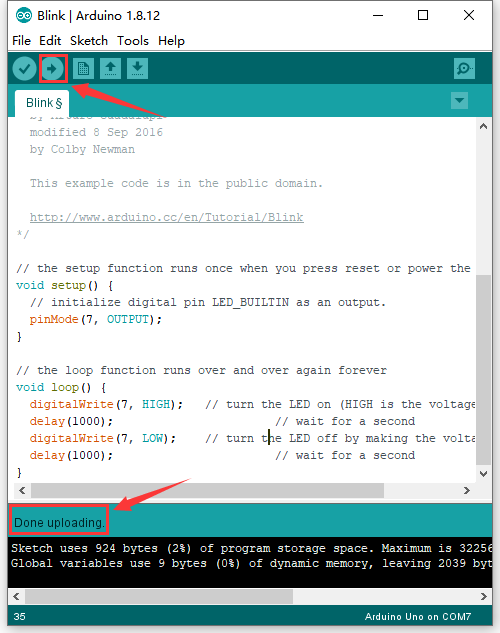 Blink | Arduino 1.8.12
File Edit Sketch Tools Help
Blink §
modified 8 Sep 2016
by Colby Newman
This example code is in the public domain.
http://www.arduino.cc/en/Tutorial/Blink
*/
// the setup function runs once when you press reset or power the
void setup() {
// initialize digital pin LED_BUILTIN as an output.
pinMode(7, OUTPUT);
}
// the loop function runs over and over again forever
void loop() {
digitalWrite(7, HIGH); // turn the LED on (HIGH is the voltage
delay(1000); // wait for a second
digitalWrite(7, LOW); // turn the LED off by making the volta
delay(1000); // wait for a second
}
Done uploading.
Sketch uses 924 bytes (2%) of program storage space. Maximum is 32256
Global variables use 9 bytes (0%) of dynamic memory, leaving 2039 byt
35 Arduino Uno on COM7